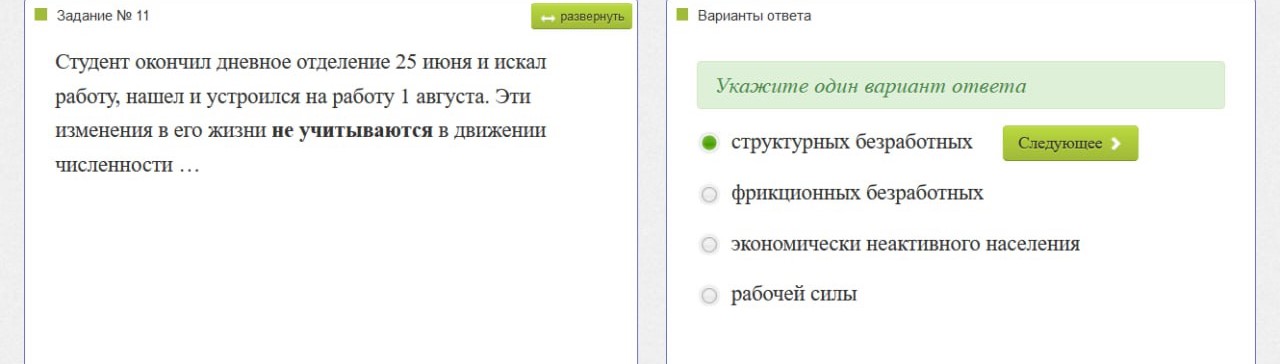 Задание № 11
развернуть
Студент окончил дневное отделение 25 июня и искал
работу, нашел и устроился на работу 1 августа. Эти
изменения в его жизни не учитываются в движении
численности …
Варианты ответа
Укажите один вариант ответа
структурных безработных
Следующее
фрикционных безработных
экономически неактивного населения
рабочей силы